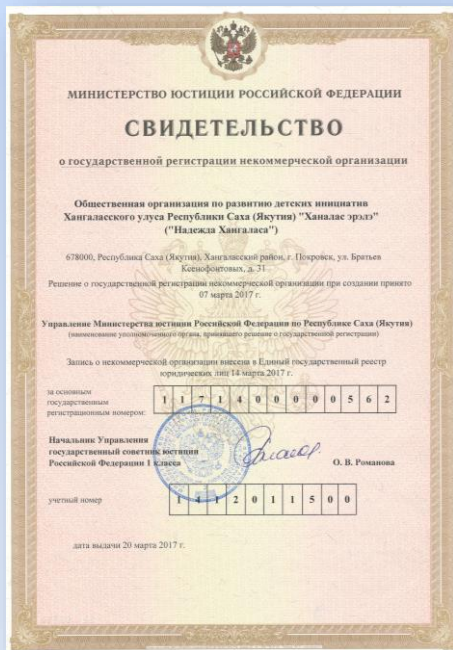 МИНИСТЕРСТВО ЮСТИЦИИ РОССИЙСКОЙ ФЕДЕРАЦИИ
СВИДЕТЕЛЬСТВО
о государственной регистрации некоммерческой организации
Общественная организация по развитию детских инициатив
Хангаласского улуса Республики Саха (Якутия) "Ханалас эрэлэ"
("Надежда Хангаласа")
678000, Республика Саха (Якутия), Хангаласский район, г. Покровск, ул. Братьев
Ксенофонтовых, д. 31
Решение о государственной регистрации некоммерческой организации при создании принято
07 марта 2017 г.
Управление Министерства юстиции Российской Федерации по Республике Саха (Якутия)
(наименование уполномоченного органа, принявшего решение о государственной регистрации)
Запись о некоммерческой организации внесена в Единый государственный реестр
юридических лиц 14 марта 2017 г.
за основным
государственным
регистрационным номером: 1 1 7 1 4 0 0 0 0 0 5 6 2
Начальник Управления
государственный советник юстиции
Российской Федерации 1 класса О. В. Романова
учетный номер 1 4 1 2 0 1 1 5 0 0
дата выдачи 20 марта 2017 г.